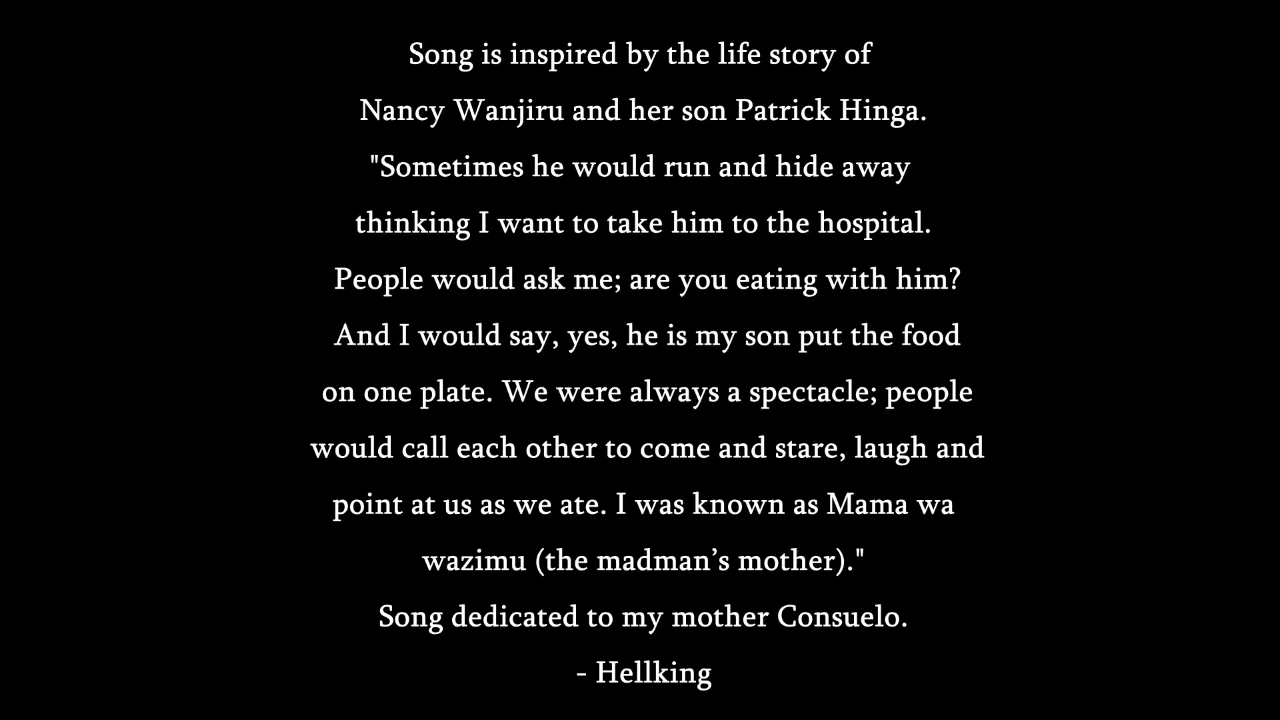 Song is inspired by the life story of
Nancy Wanjiru and her son Patrick Hinga.
"Sometimes he would run and hide away
thinking I want to take him to the hospital.
People would ask me; are you eating with him?
And I would say, yes, he is my son put the food
on one plate. We were always a spectacle; people
would call each other to come and stare, laugh and
point at us as we ate. I was known as Mama wa
wazimu (the madman’s mother)."
Song dedicated to my mother Consuelo.
- Hellking